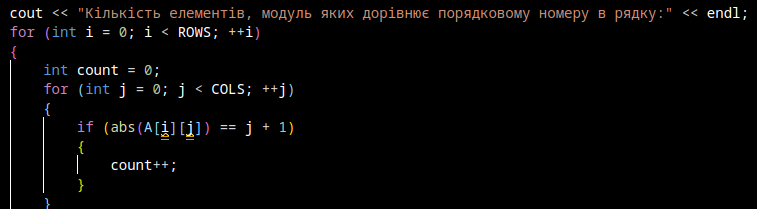 cout << "Кількість елементів, модуль яких дорівнює порядковому номеру в рядку:" << endl;
for (int i = 0; i < ROWS; ++i)
{
int count = 0;
for (int j = 0; j < COLS; ++j)
{
if (abs(A[i][j]) == j + 1)
{
count++;
}
}